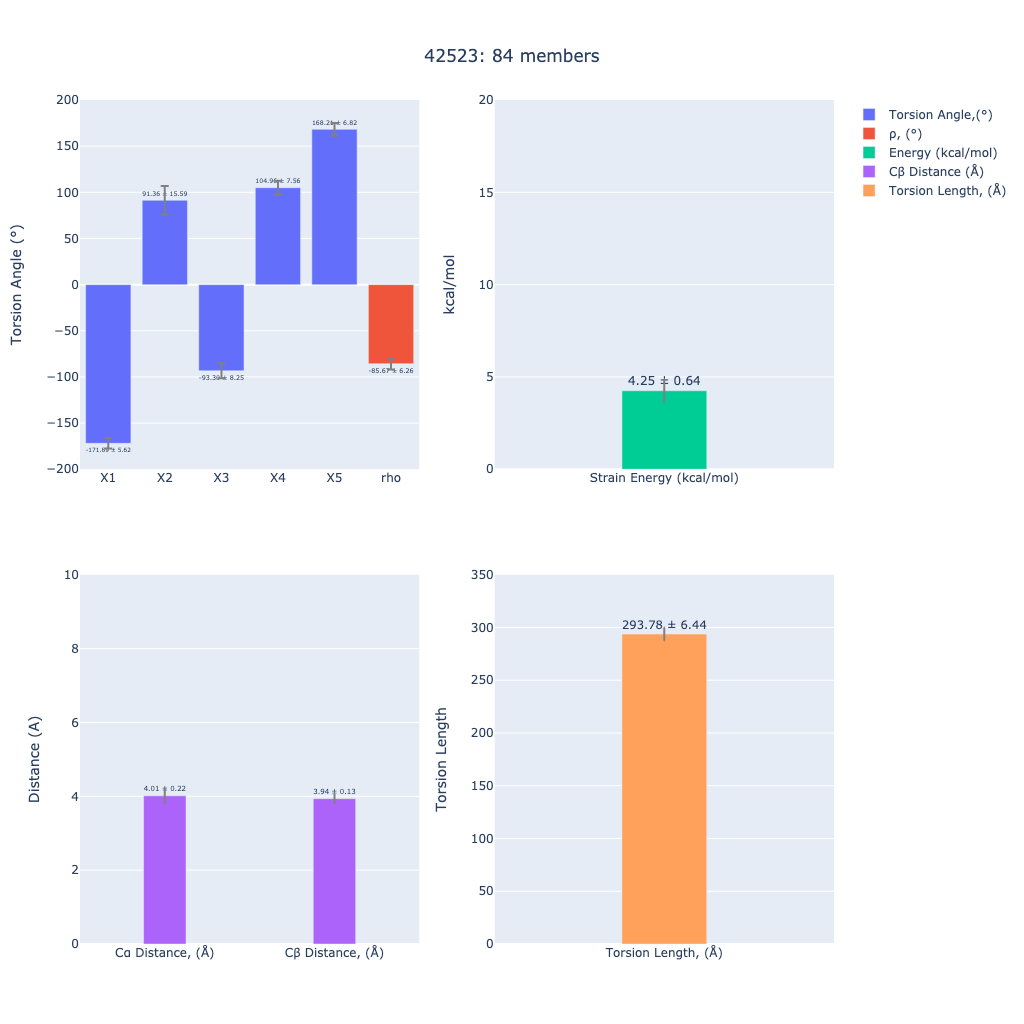 42523: 84 members
200
150
100
50
0
−50
−100
−150
−200
Torsion Angle (°)
91.36 ± 15.59
104.96 ± 7.56
168.21 ± 6.82
± 5.62
-93.30 ± 8.25
-85.67 ± 6.26
X1 X2 X3 X4 X5 rho
20
15
10
5
0
kcal/mol
4.25 ± 0.64
Strain Energy (kcal/mol)
Torsion Angle,(°)
ρ, (°)
Energy (kcal/mol)
Cβ Distance (Å)
Torsion Length, (Å)
10
8
6
4
2
0
Distance (A)
4.01 ± 0.22
3.94 ± 0.13
Cα Distance, (Å) Cβ Distance, (Å)
350
300
250
200
150
100
50
0
Torsion Length
293.78 ± 6.44
Torsion Length, (Å)